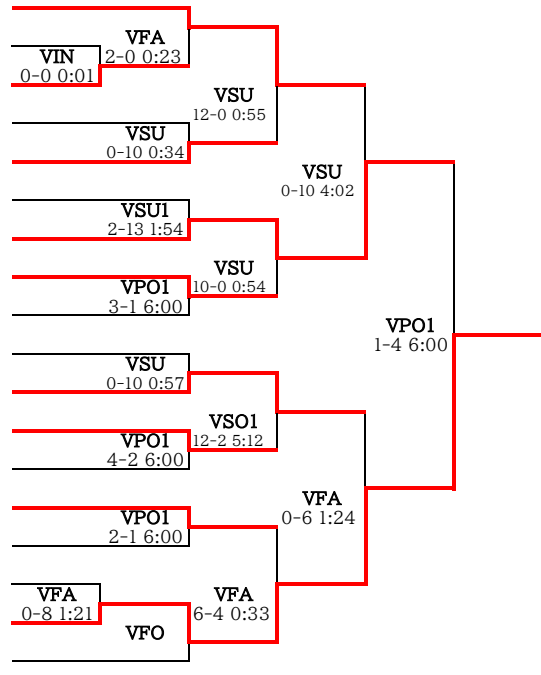 VFA
2-0 0:23
VIN
0-0 0:01
VSU
12-0 0:55
VSU
0-10 0:34
VSU
0-10 4:02
VSU1
2-13 1:54
VSU
10-0 0:54
VPO1
3-1 6:00
VPO1
1-4 6:00
VSU
0-10 0:57
VSO1
12-2 5:12
VPO1
4-2 6:00
VFA
0-6 1:24
VPO1
2-1 6:00
VFA
0-8 1:21
VFA
6-4 0:33
VFO